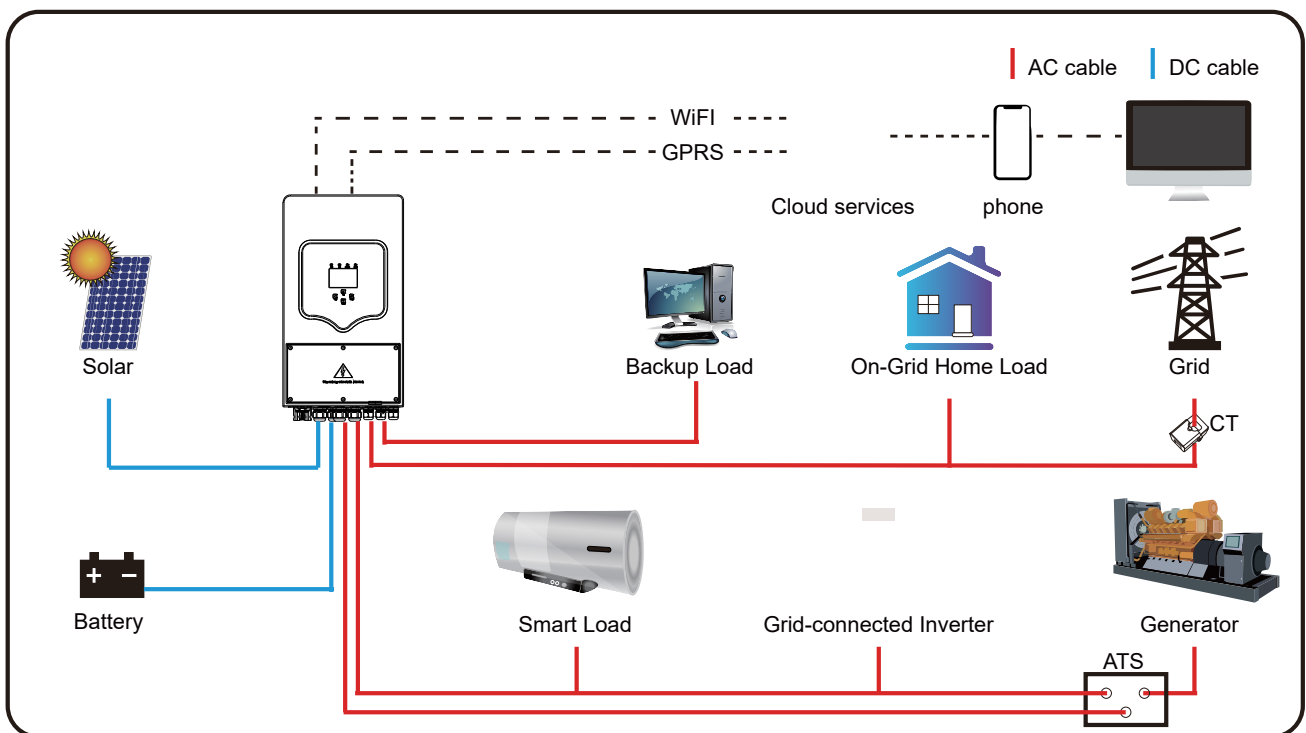 AC cable
DC cable
WiFI
GPRS
Cloud services
phone
Solar
Backup Load
On-Grid Home Load
Grid
CT
+ −
Battery
Smart Load
Grid-connected Inverter
Generator
ATS